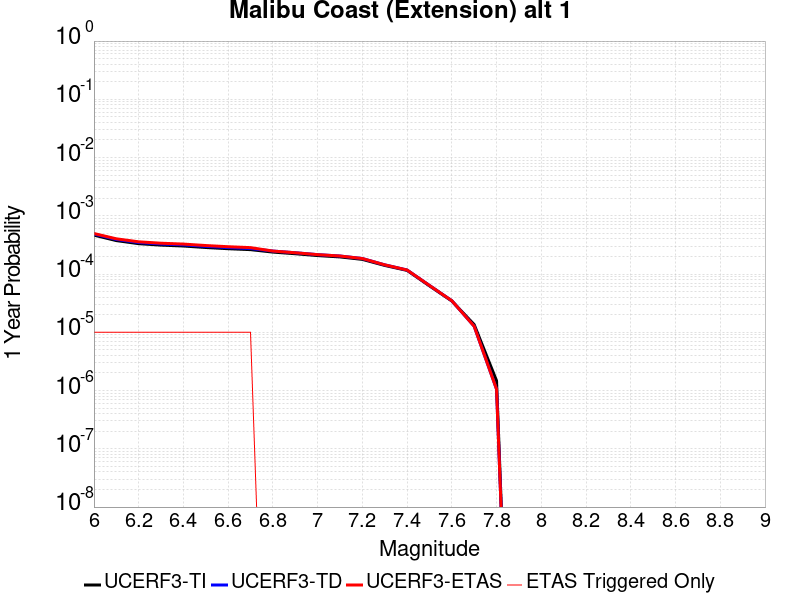 Malibu Coast (Extension) alt 1
10^0
10^-1
10^-2
10^-3
10^-4
10^-5
10^-6
10^-7
10^-8
1 Year Probability
6 6.2 6.4 6.6 6.8 7 7.2 7.4 7.6 7.8 8 8.2 8.4 8.6 8.8 9
Magnitude
UCERF3-TI UCERF3-TD UCERF3-ETAS ETAS Triggered Only